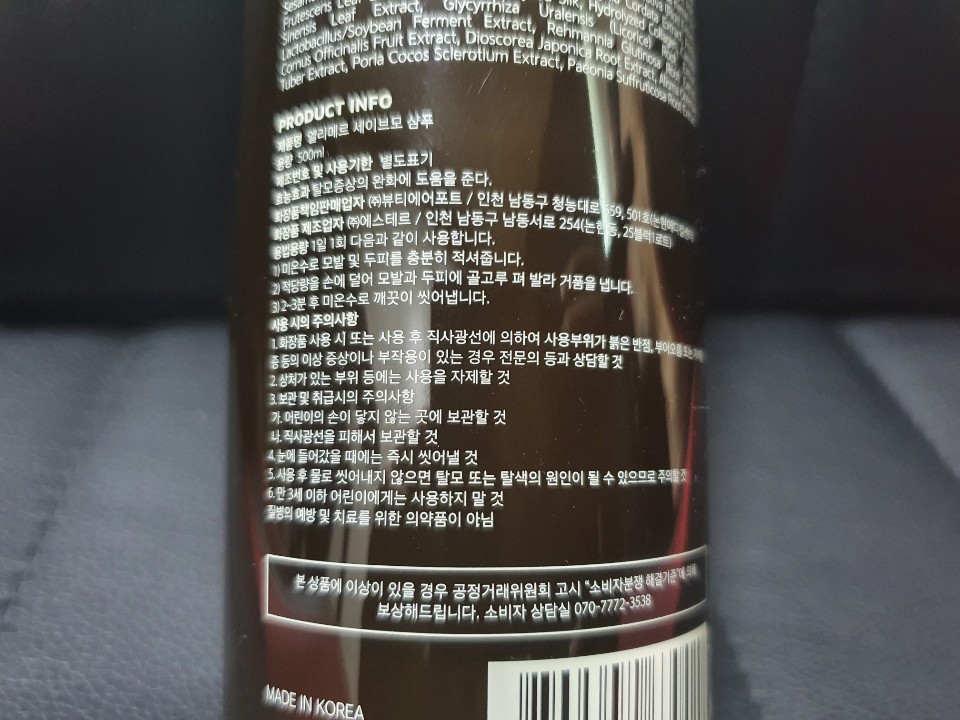 Silk, Hydrolyzed
Frutescens Leaf
Sinensis Leaf Extract, Glycyrrhiza Uralensis (Licorice)
Lactobacillus/Soybean Ferment Extract, Rehmannia Glutinosa
Cornus Officinalis Fruit Extract, Dioscorea Japonica Root Extract,
Tuber Extract, Poria Cocos Sclerotium Extract, Paeonia Suffruticosa Root
PRODUCT INFO
제품명 엘리메르 세이브모 샴푸
용량 500ml
제조번호 및 사용기한 별도표기
효능효과 탈모증상의 완화에 도움을 준다.
화장품책임판매업자 ㈜뷰티에어포트 / 인천 남동구 청능대로 559, 501호
화장품 제조업자 ㈜에스테르 / 인천 남동구 남동서로 254(논현동, 25블럭1로트)
용법용량 1일 1회 다음과 같이 사용합니다.
1) 미온수로 모발 및 두피를 충분히 적셔줍니다.
2) 적당량을 손에 덜어 모발과 두피에 골고루 펴 발라 거품을 냅니다.
3) 2~3분 후 미온수로 깨끗이 씻어냅니다.
사용 시의 주의사항
1. 화장품 사용 시 또는 사용 후 직사광선에 의하여 사용부위가 붉은 반점, 부어오름 또는
증 등의 이상 증상이나 부작용이 있는 경우 전문의 등과 상담할 것
2. 상처가 있는 부위 등에는 사용을 자제할 것
3. 보관 및 취급시의 주의사항
가. 어린이의 손이 닿지 않는 곳에 보관할 것
나. 직사광선을 피해서 보관할 것
4. 눈에 들어갔을 때에는 즉시 씻어낼 것
5. 사용 후 물로 씻어내지 않으면 탈모 또는 탈색의 원인이 될 수 있으므로 주의할 것
6. 만 3세 이하 어린이에게는 사용하지 말 것
질병의 예방 및 치료를 위한 의약품이 아님
본 상품에 이상이 있을 경우 공정거래위원회 고시 "소비자분쟁 해결기준"에 의해
보상해드립니다. 소비자 상담실 070-7772-3538
MADE IN KOREA